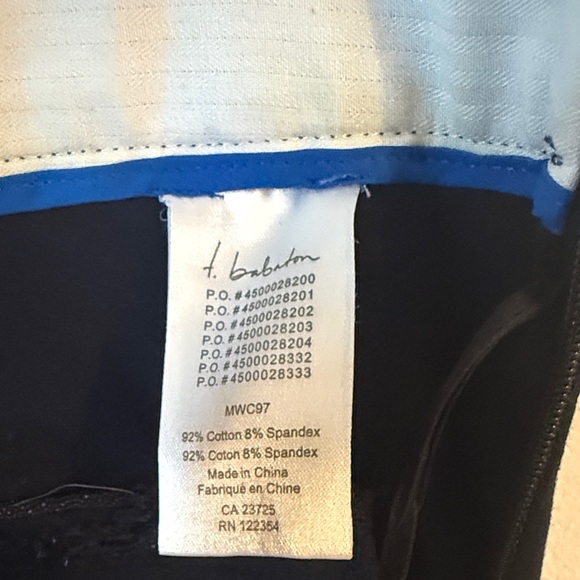 t. babaton
P.O. #4500028200
P.O. #4500028201
P.O. #4500028202
P.O. #4500028203
P.O. #4500028204
P.O. #4500028332
P.O. #4500028333
MWC97
92% Cotton 8% Spandex
92% Coton 8% Spandex
Made in China
Fabriqué en Chine
CA 23725
RN 122354